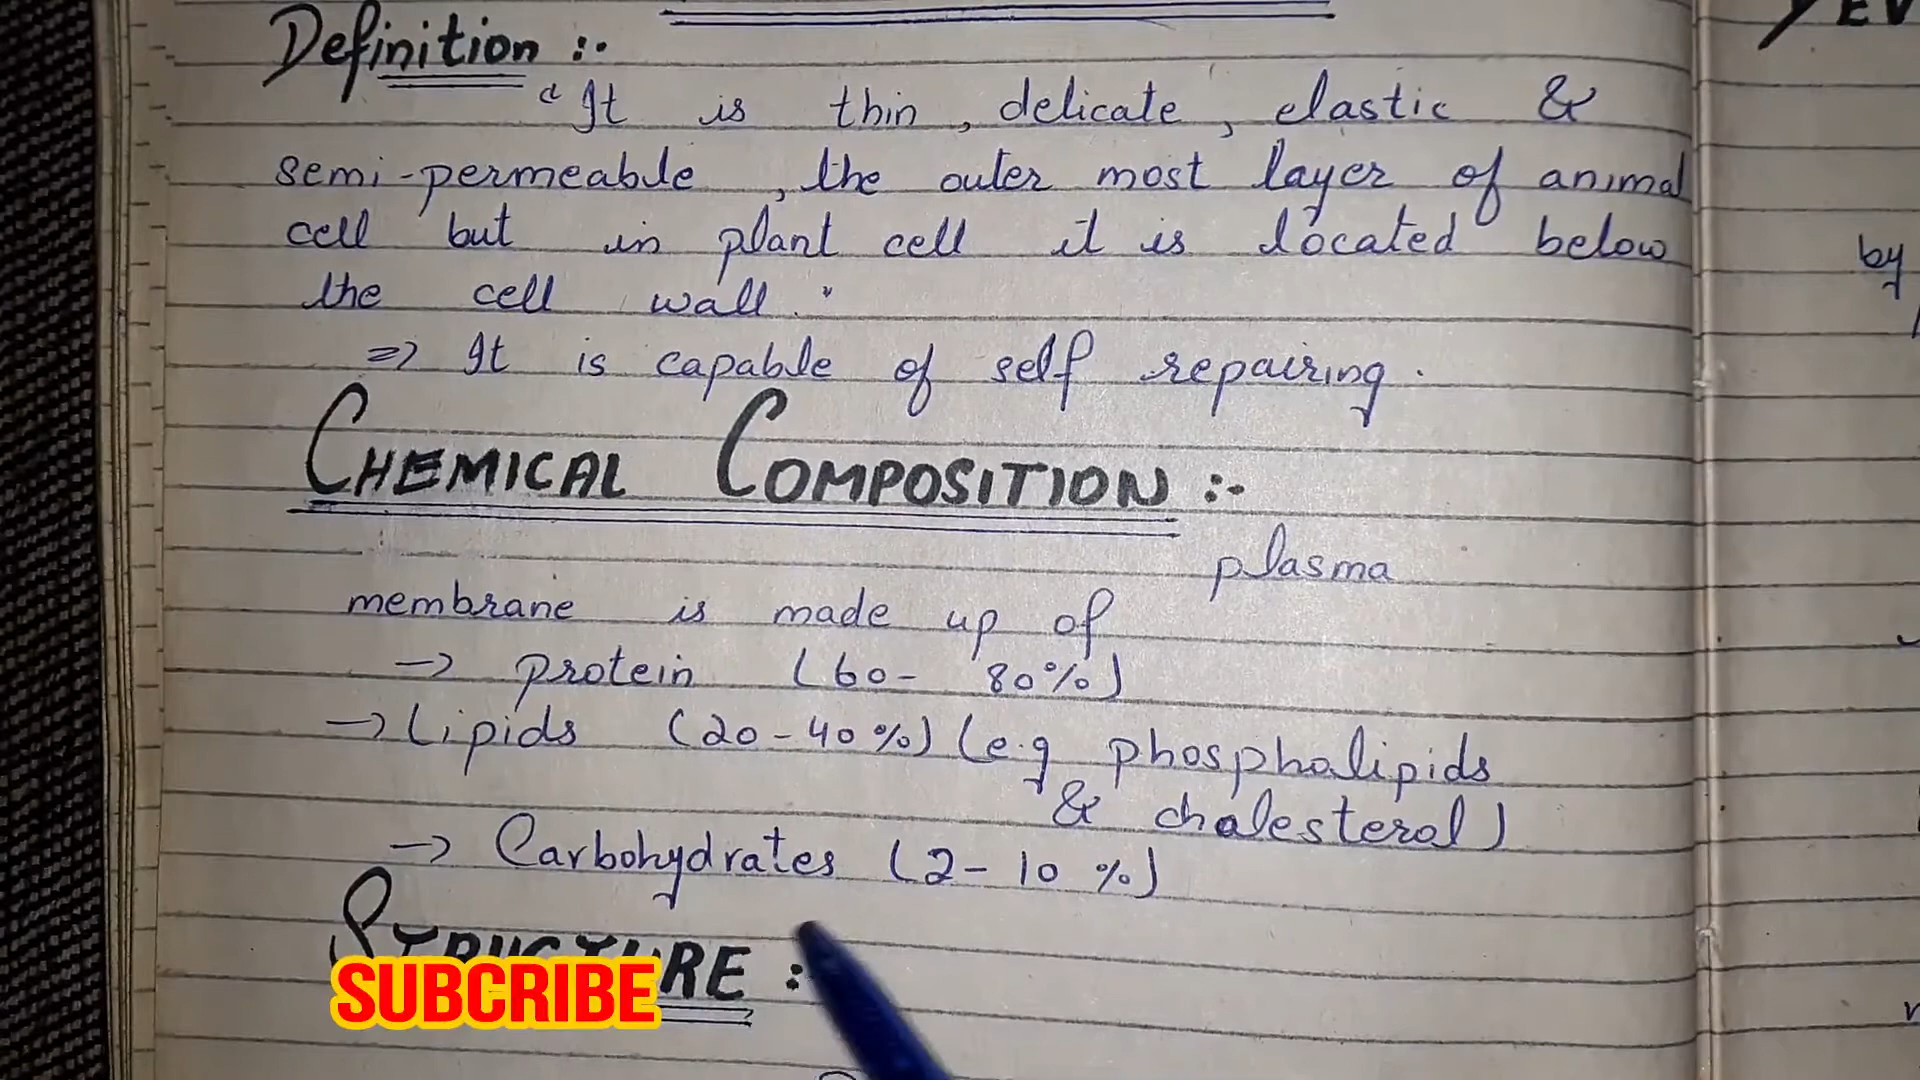 Definition :-
It is thin, delicate, elastic &
semi-permeable, the outer most layer of animal
cell but in plant cell it is located below
the cell wall.
⇒ It is capable of self repairing.
CHEMICAL COMPOSITION :-
plasma
membrane is made up of
→ protein (60- 80%)
→ Lipids (20-40%) (e.g phospholipids
& cholesterol)
→ Carbohydrates (2-10 %)
STRUCTURE :
SUBCRIBE
by